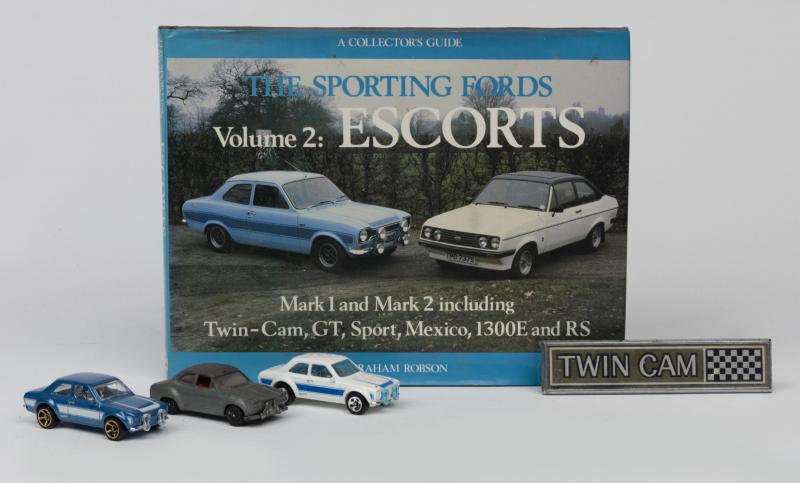 A COLLECTOR'S GUIDE
THE SPORTING FORDS
Volume 2: ESCORTS
Mark 1 and Mark 2 including
Twin-Cam, GT, Sport, Mexico, 1300E and RS
RAHAM ROBSON
TWIN CAM